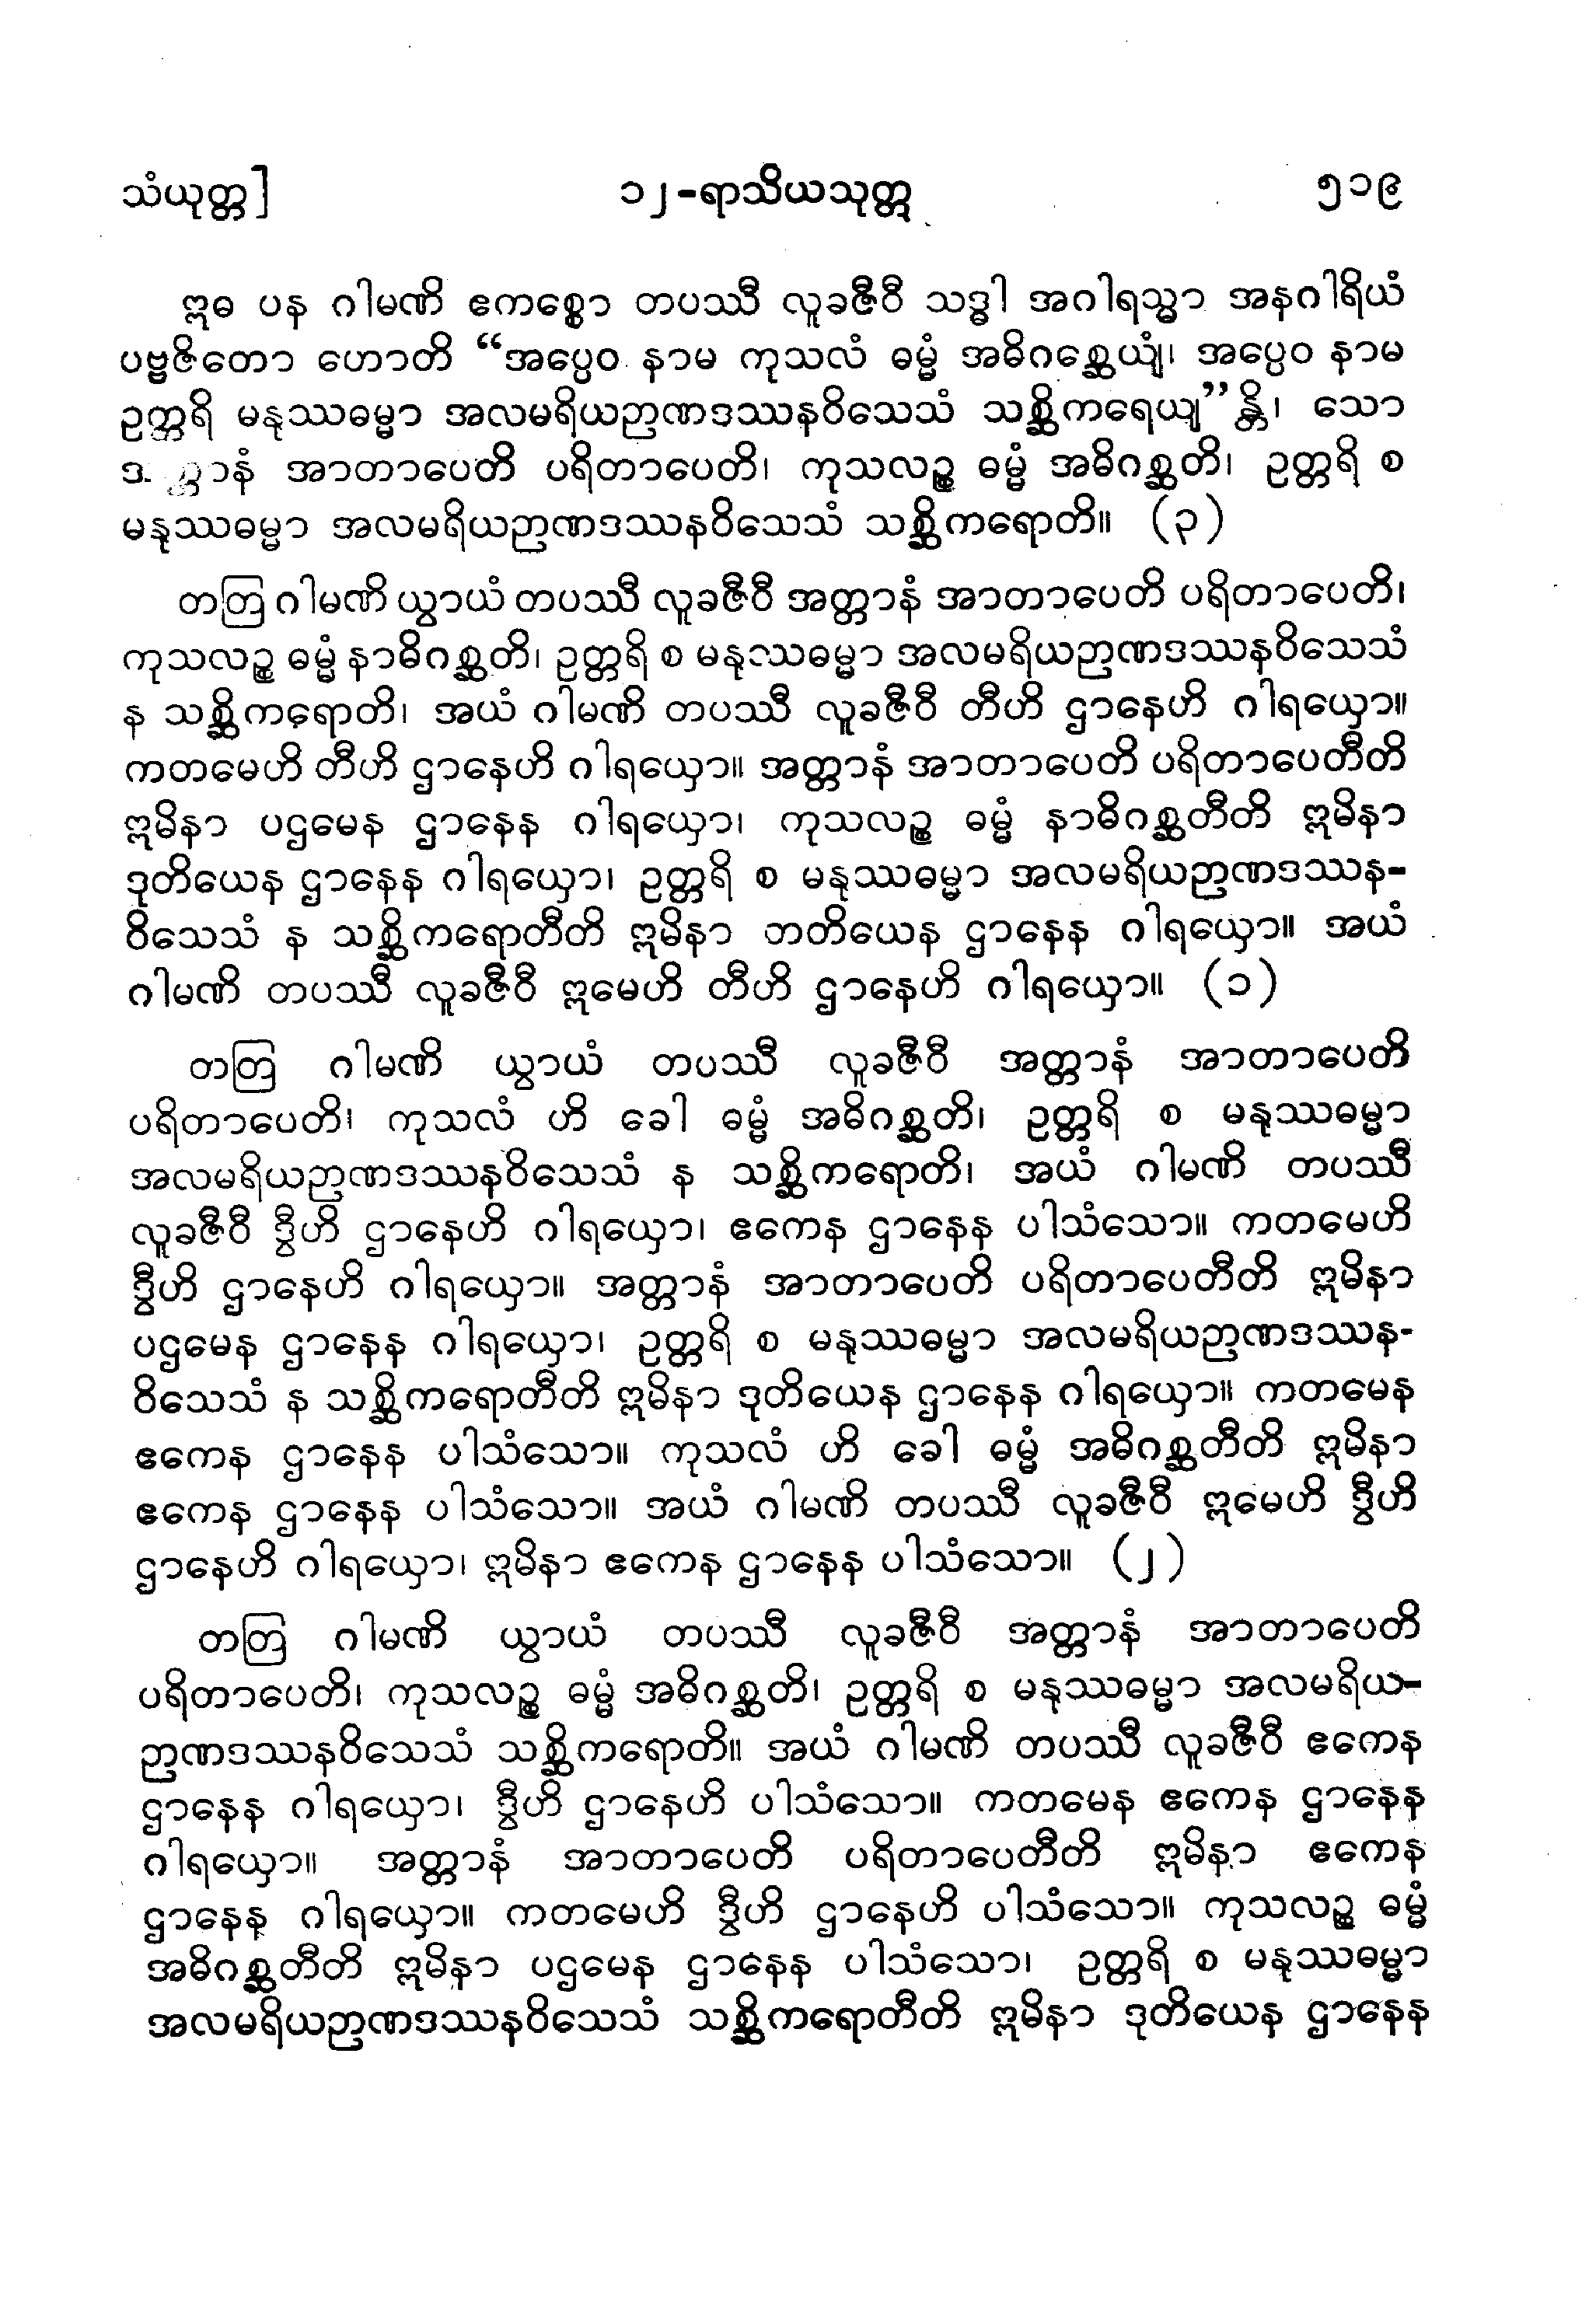 သံယုတ္တ] ၁၂-ရာသိယသုတ္တ ၅၁၉
ဣဓ ပန ဂါမဏိ ဧကစ္စော တပဿီ လူခဇီဝီ သဒ္ဓါ အဂါရသ္မာ အနဂါရိယံ
ပဗ္ဗဇိတော ဟောတိ “အပ္ပေဝ နာမ ကုသလံ ဓမ္မံ အဓိဂစ္ဆေယျံ၊ အပ္ပေဝ နာမ
ဥတ္တရိ မနုဿဓမ္မာ အလမရိယဉာဏဒဿနဝိသေသံ သစ္ဆိကရေယျ”န္တိ၊ သော
အာတာပေတိ ပရိတာပေတိ၊ ကုသလဉ္စ ဓမ္မံ အဓိဂစ္ဆတိ၊ ဥတ္တရိ စ
မနုဿဓမ္မာ အလမရိယဉာဏဒဿနဝိသေသံ သစ္ဆိကရောတိ။ (၃)
တတြ ဂါမဏိ ယွာယံ တပဿီ လူခဇီဝီ အတ္တာနံ အာတာပေတိ ပရိတာပေတိ၊
ကုသလဉ္စ ဓမ္မံ နာဓိဂစ္ဆတိ၊ ဥတ္တရိ စ မနုဿဓမ္မာ အလမရိယဉာဏဒဿနဝိသေသံ
န သစ္ဆိကရောတိ၊ အယံ ဂါမဏိ တပဿီ လူခဇီဝီ တီဟိ ဌာနေဟိ ဂါရယှော။
ကတမေဟိ တီဟိ ဌာနေဟိ ဂါရယှော။ အတ္တာနံ အာတာပေတိ ပရိတာပေတီတိ
ဣမိနာ ပဌမေန ဌာနေန ဂါရယှော၊ ကုသလဉ္စ ဓမ္မံ နာဓိဂစ္ဆတီတိ ဣမိနာ
ဒုတိယေန ဌာနေန ဂါရယှော၊ ဥတ္တရိ စ မနုဿဓမ္မာ အလမရိယဉာဏဒဿန-
ဝိသေသံ န သစ္ဆိကရောတီတိ ဣမိနာ တတိယေန ဌာနေန ဂါရယှော။ အယံ
ဂါမဏိ တပဿီ လူခဇီဝီ ဣမေဟိ တီဟိ ဌာနေဟိ ဂါရယှော။ (၁)
တတြ ဂါမဏိ ယွာယံ တပဿီ လူခဇီဝီ အတ္တာနံ အာတာပေတိ
ပရိတာပေတိ၊ ကုသလံ ဟိ ခေါ ဓမ္မံ အဓိဂစ္ဆတိ၊ ဥတ္တရိ စ မနုဿဓမ္မာ
အလမရိယဉာဏဒဿနဝိသေသံ န သစ္ဆိကရောတိ၊ အယံ ဂါမဏိ တပဿီ
လူခဇီဝီ ဒွီဟိ ဌာနေဟိ ဂါရယှော၊ ဧကေန ဌာနေန ပါသံသော။ ကတမေဟိ
ဒွီဟိ ဌာနေဟိ ဂါရယှော။ အတ္တာနံ အာတာပေတိ ပရိတာပေတီတိ ဣမိနာ
ပဌမေန ဌာနေန ဂါရယှော၊ ဥတ္တရိ စ မနုဿဓမ္မာ အလမရိယဉာဏဒဿန-
ဝိသေသံ န သစ္ဆိကရောတီတိ ဣမိနာ ဒုတိယေန ဌာနေန ဂါရယှော။ ကတမေန
ဧကေန ဌာနေန ပါသံသော။ ကုသလံ ဟိ ခေါ ဓမ္မံ အဓိဂစ္ဆတီတိ ဣမိနာ
ဧကေန ဌာနေန ပါသံသော။ အယံ ဂါမဏိ တပဿီ လူခဇီဝီ ဣမေဟိ ဒွီဟိ
ဌာနေဟိ ဂါရယှော၊ ဣမိနာ ဧကေန ဌာနေန ပါသံသော။ (၂)
တတြ ဂါမဏိ ယွာယံ တပဿီ လူခဇီဝီ အတ္တာနံ အာတာပေတိ
ပရိတာပေတိ၊ ကုသလဉ္စ ဓမ္မံ အဓိဂစ္ဆတိ၊ ဥတ္တရိ စ မနုဿဓမ္မာ အလမရိယ-
ဉာဏဒဿနဝိသေသံ သစ္ဆိကရောတိ။ အယံ ဂါမဏိ တပဿီ လူခဇီဝီ ဧကေန
ဌာနေန ဂါရယှော၊ ဒွီဟိ ဌာနေဟိ ပါသံသော။ ကတမေန ဧကေန ဌာနေန
ဂါရယှော။ အတ္တာနံ အာတာပေတိ ပရိတာပေတီတိ ဣမိနာ ဧကေန
ဌာနေန ဂါရယှော။ ကတမေဟိ ဒွီဟိ ဌာနေဟိ ပါသံသော။ ကုသလဉ္စ ဓမ္မံ
အဓိဂစ္ဆတီတိ ဣမိနာ ပဌမေန ဌာနေန ပါသံသော၊ ဥတ္တရိ စ မနုဿဓမ္မာ
အလမရိယဉာဏဒဿနဝိသေသံ သစ္ဆိကရောတီတိ ဣမိနာ ဒုတိယေန ဌာနေန